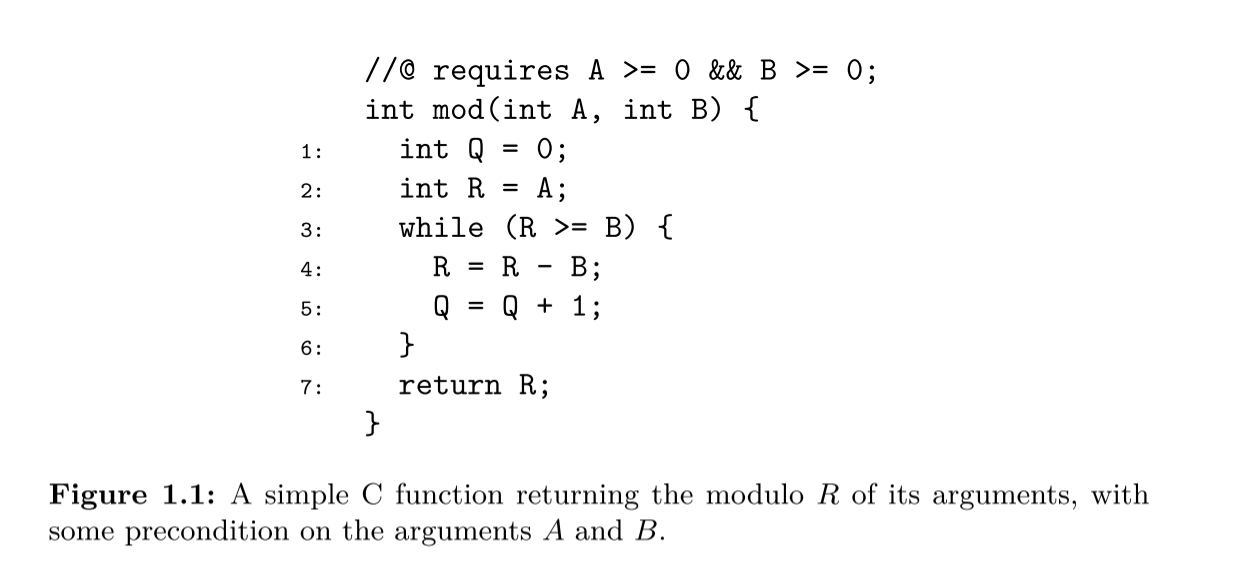 //@ requires A >= 0 && B >= 0;
int mod(int A, int B) {
1: int Q = 0;
2: int R = A;
3: while (R >= B) {
4: R = R - B;
5: Q = Q + 1;
6: }
7: return R;
}
Figure 1.1: A simple C function returning the modulo R of its arguments, with
some precondition on the arguments A and B.